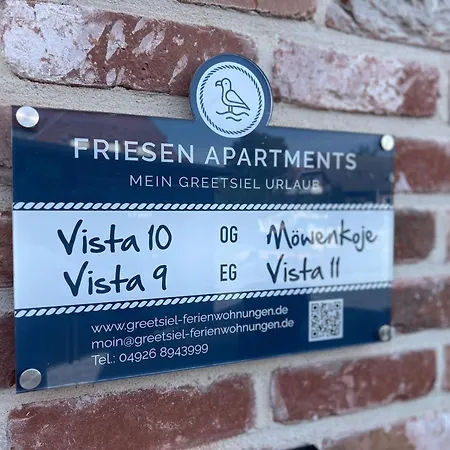 FRIESEN APARTMENTS
MEIN GREETSIEL URLAUB
Vista 10 OG Möwenkoje
Vista 9 EG Vista 11
www.greetsiel-ferienwohnungen.de
moin@greetsiel-ferienwohnungen.de
Tel.: 04926 8943999